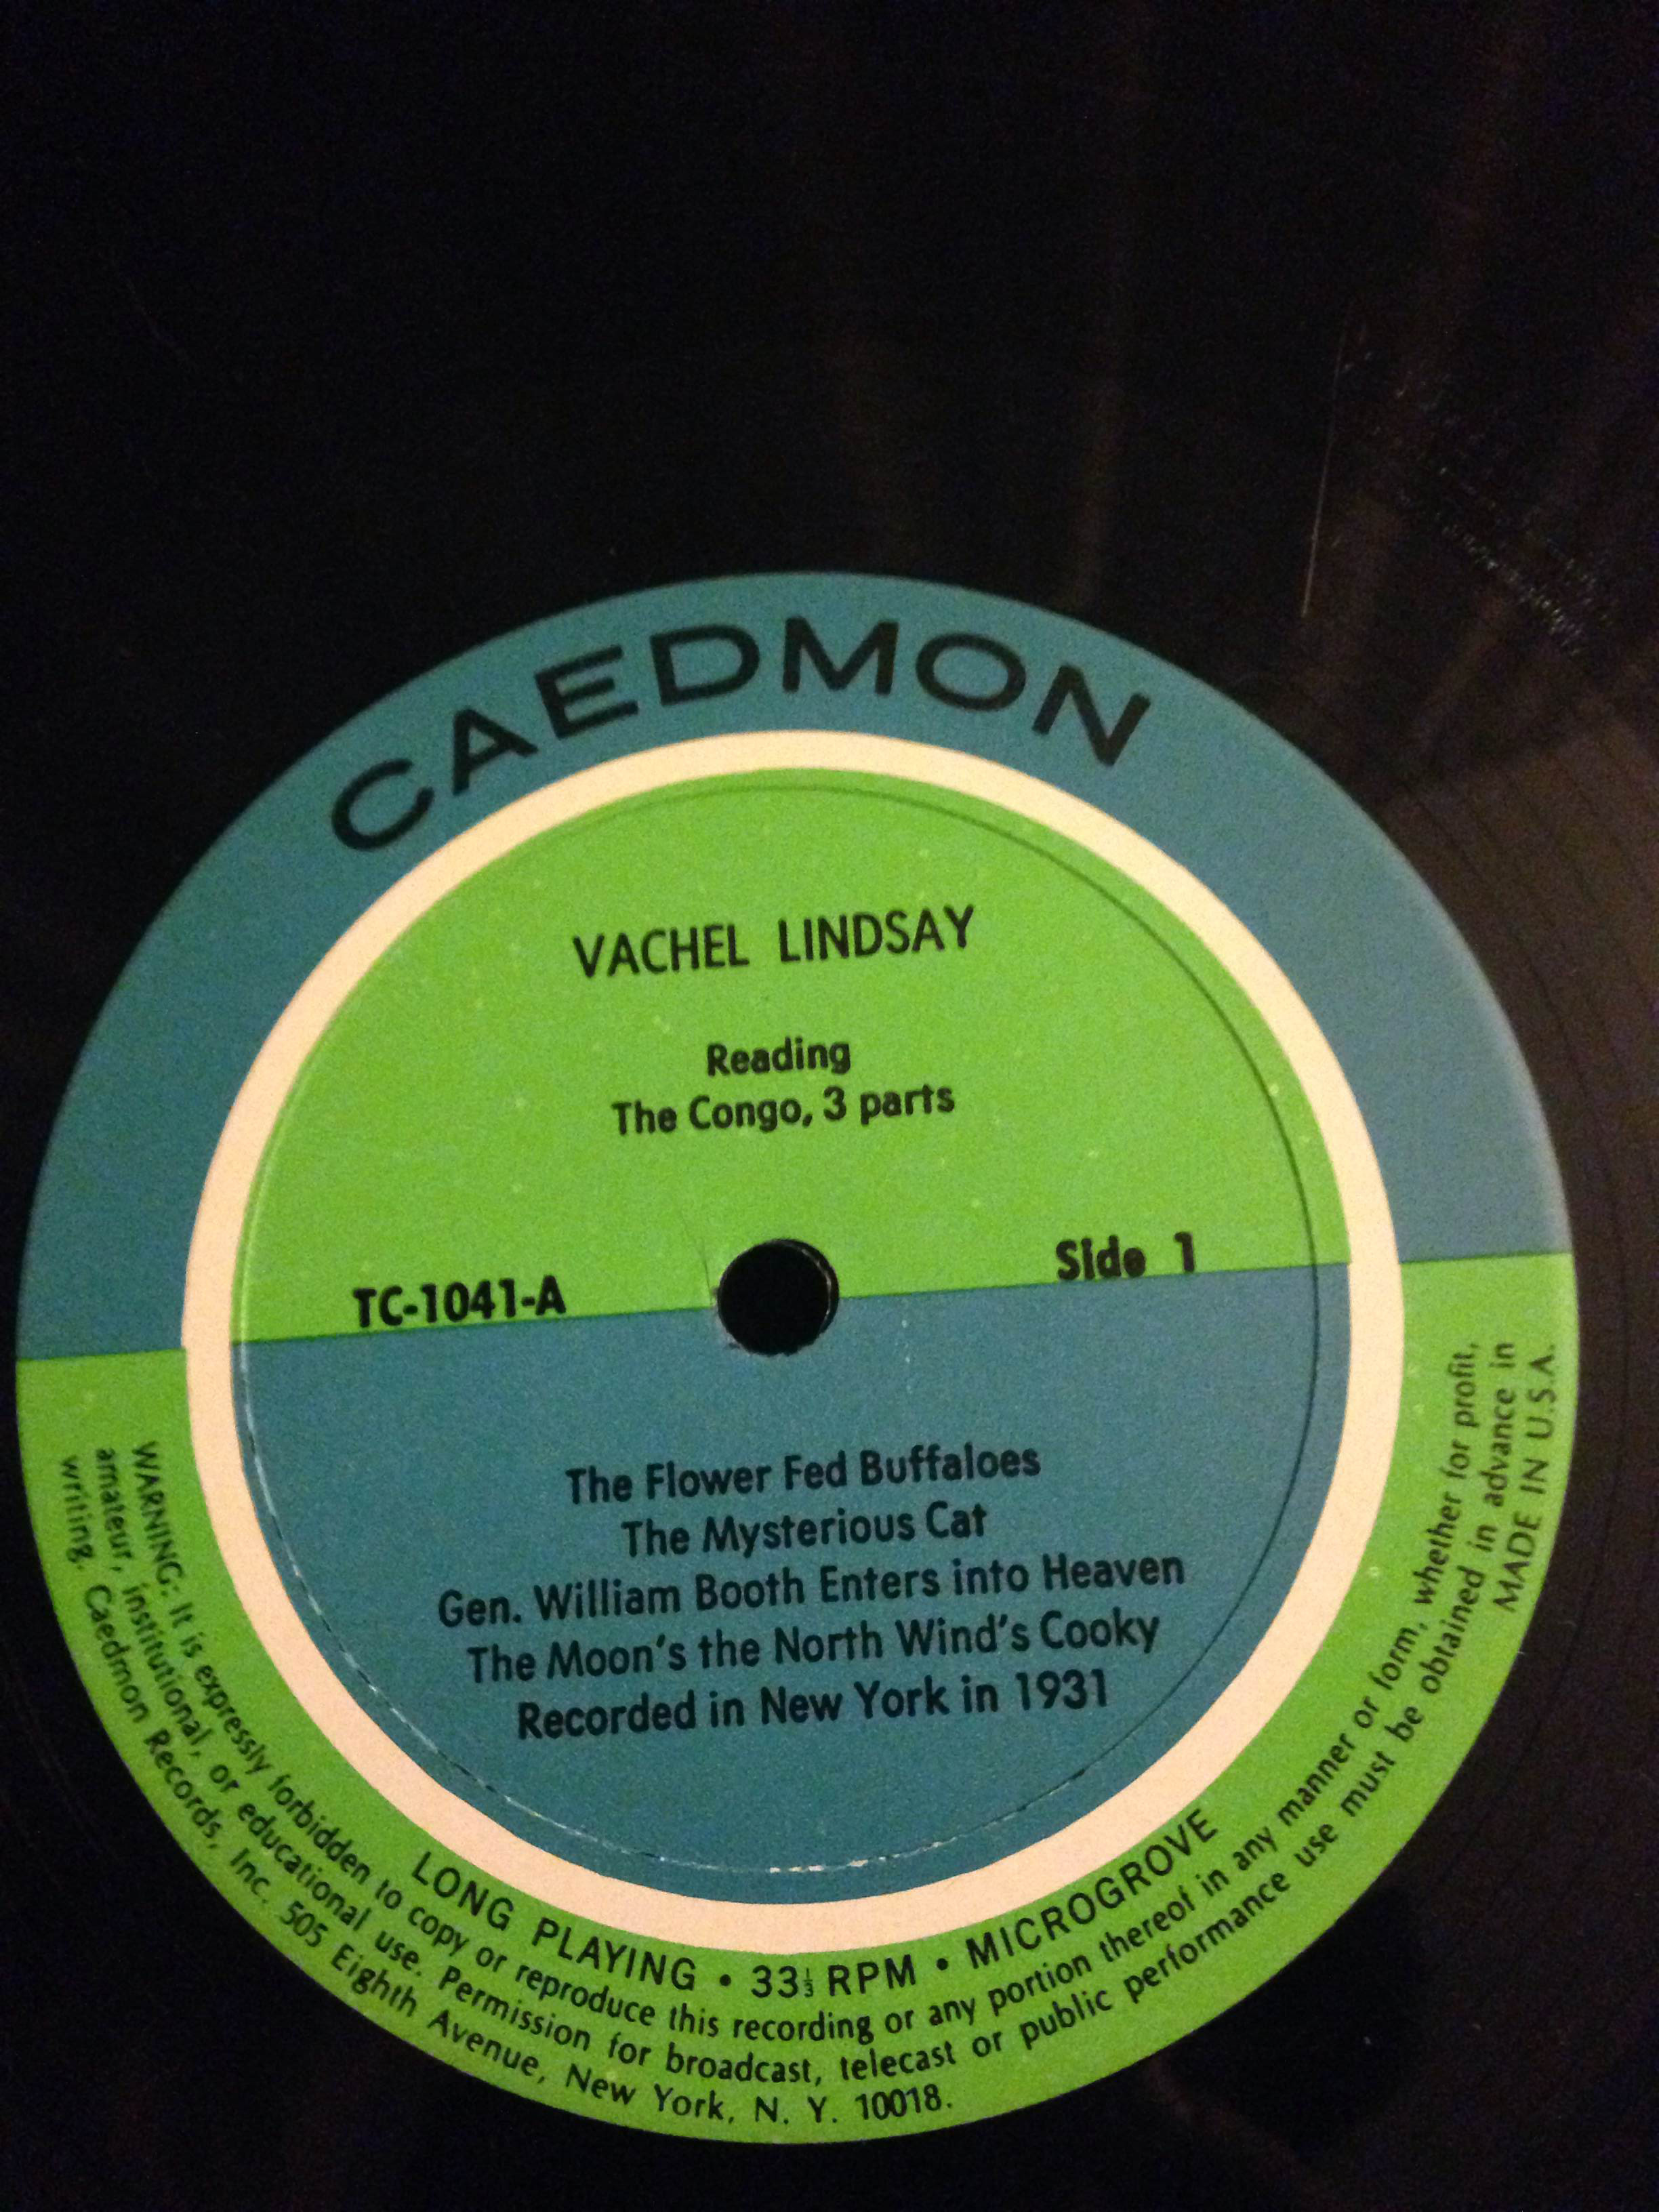 CAEDMON
VACHEL LINDSAY
Reading
The Congo, 3 parts
TC-1041-A
Side 1
The Flower Fed Buffaloes
The Mysterious Cat
Gen. William Booth Enters into Heaven
The Moon's the North Wind's Cooky
Recorded in New York in 1931
LONG PLAYING • 33⅓ RPM • MICROGROVE
WARNING: It is expressly forbidden to copy or reproduce this recording or any portion thereof in any manner or form, whether for profit,
amateur, institutional, or educational use. Permission for broadcast, telecast or public performance use must be obtained in advance in
writing. Caedmon Records, Inc. 505 Eighth Avenue, New York, N. Y. 10018.
MADE IN U.S.A.